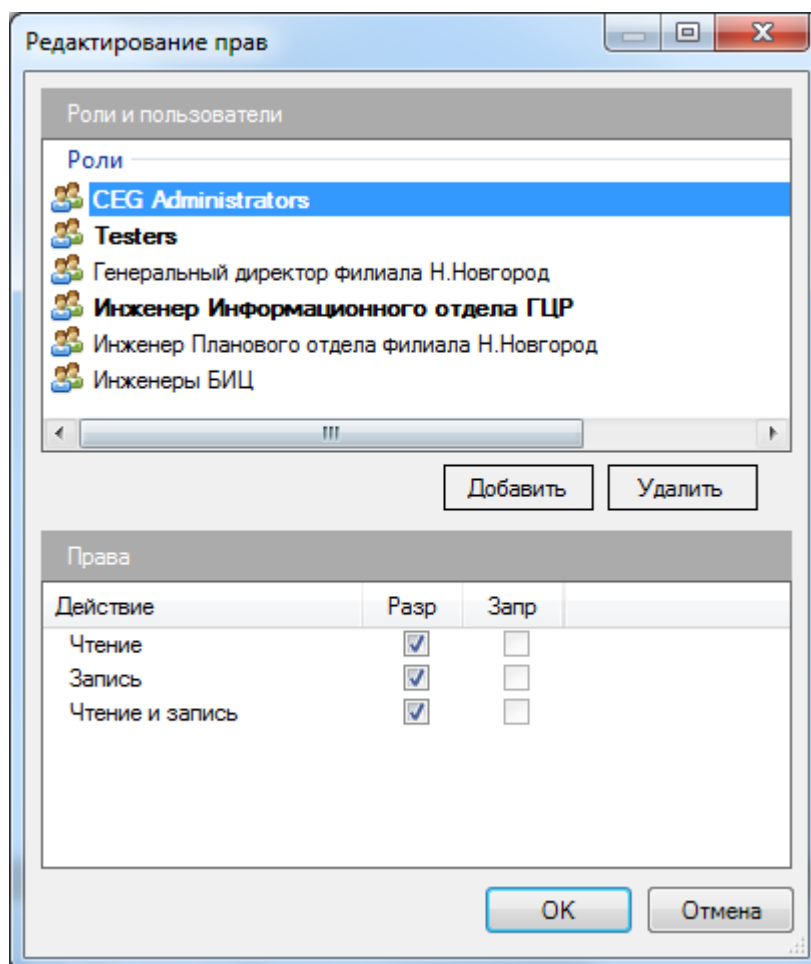 Редактирование прав
Роли и пользователи
Роли
CEG Administrators
Testers
Генеральный директор филиала Н.Новгород
Инженер Информационного отдела ГЦР
Инженер Планового отдела филиала Н.Новгород
Инженеры БИЦ
Добавить Удалить
Права
Действие Разр Запр
Чтение
Запись
Чтение и запись
OK Отмена